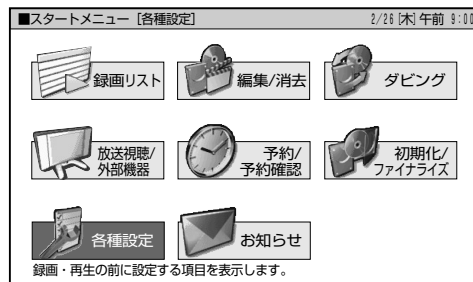 ■スタートメニュー [各種設定] 2/26[木]午前 9:00
録画リスト 編集/消去 ダビング
放送視聴/
外部機器
予約/
予約確認
初期化/
ファイナライズ
各種設定 お知らせ
録画・再生の前に設定する項目を表示します。